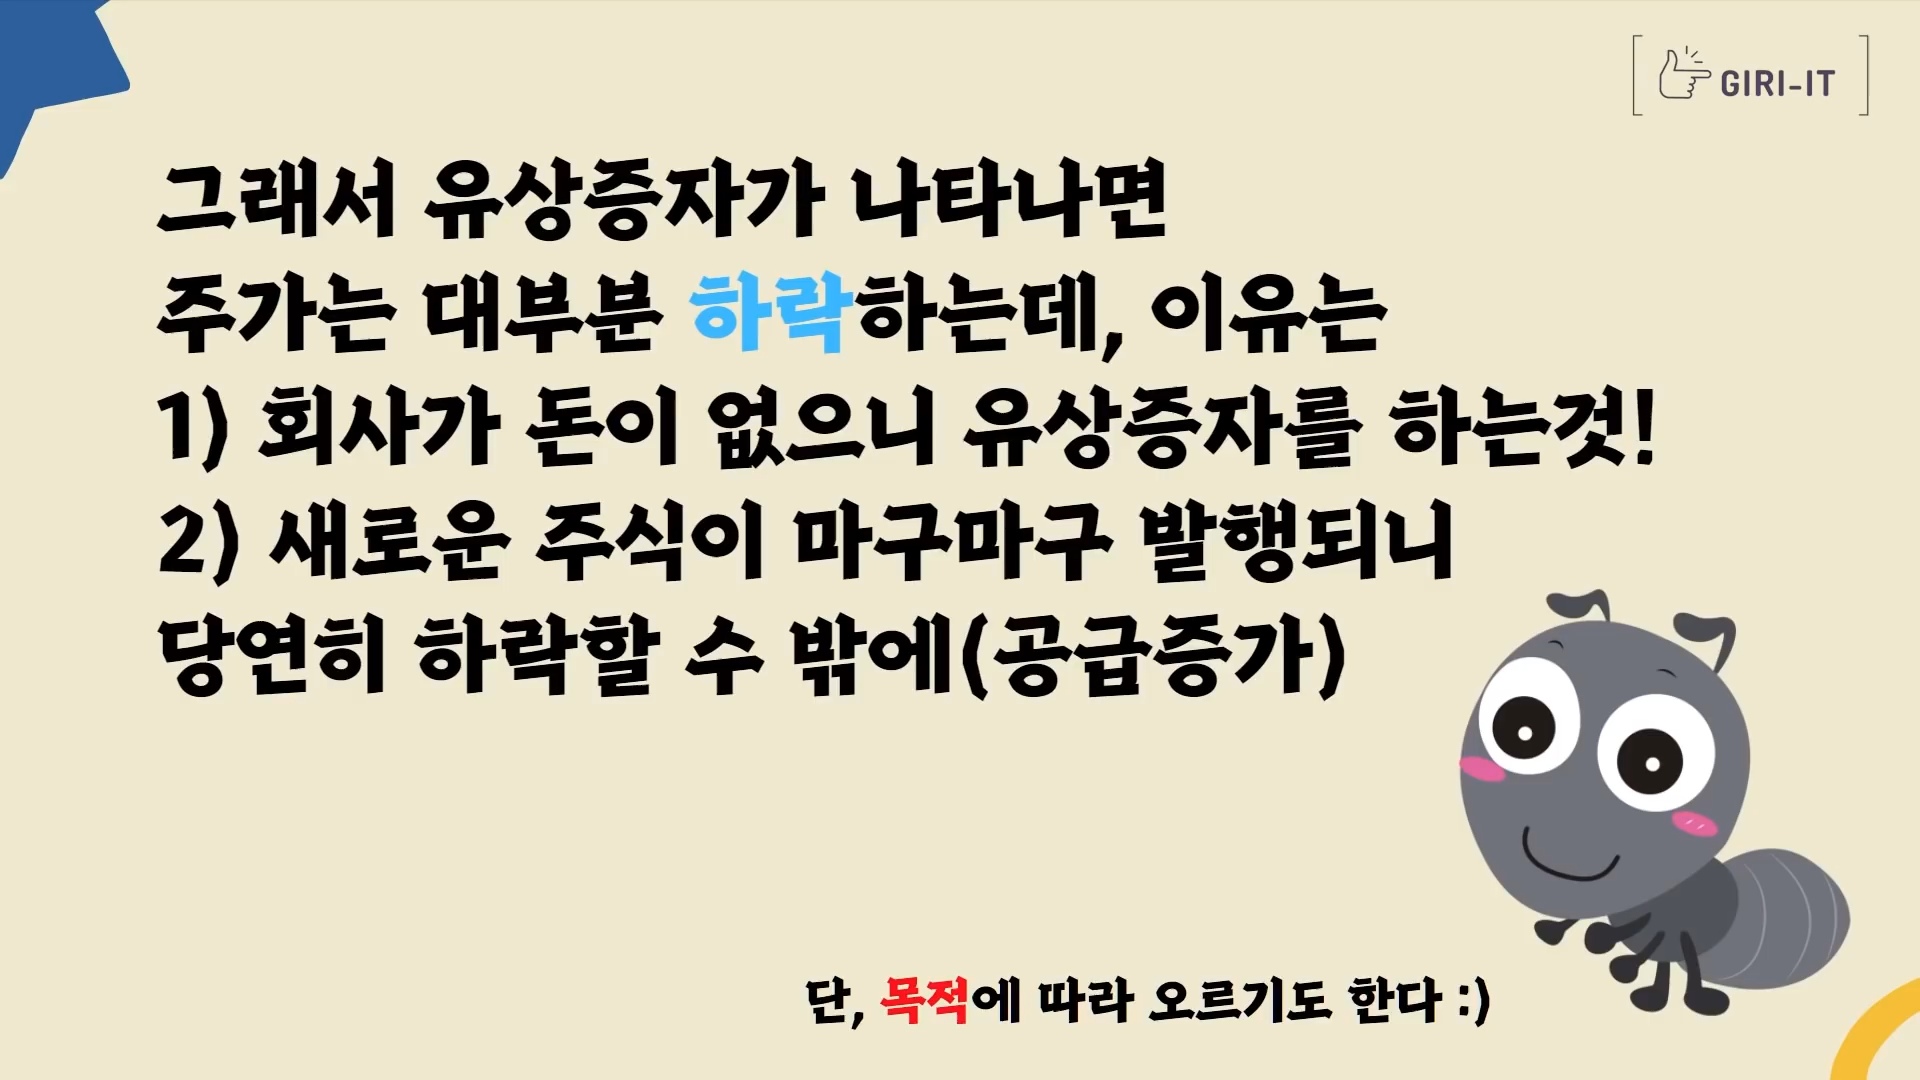 GIRI-IT
그래서 유상증자가 나타나면
주가는 대부분 하락하는데, 이유는
1) 회사가 돈이 없으니 유상증자를 하는것!
2) 새로운 주식이 마구마구 발행되니
당연히 하락할 수 밖에(공급증가)
단, 목적에 따라 오르기도 한다 :)